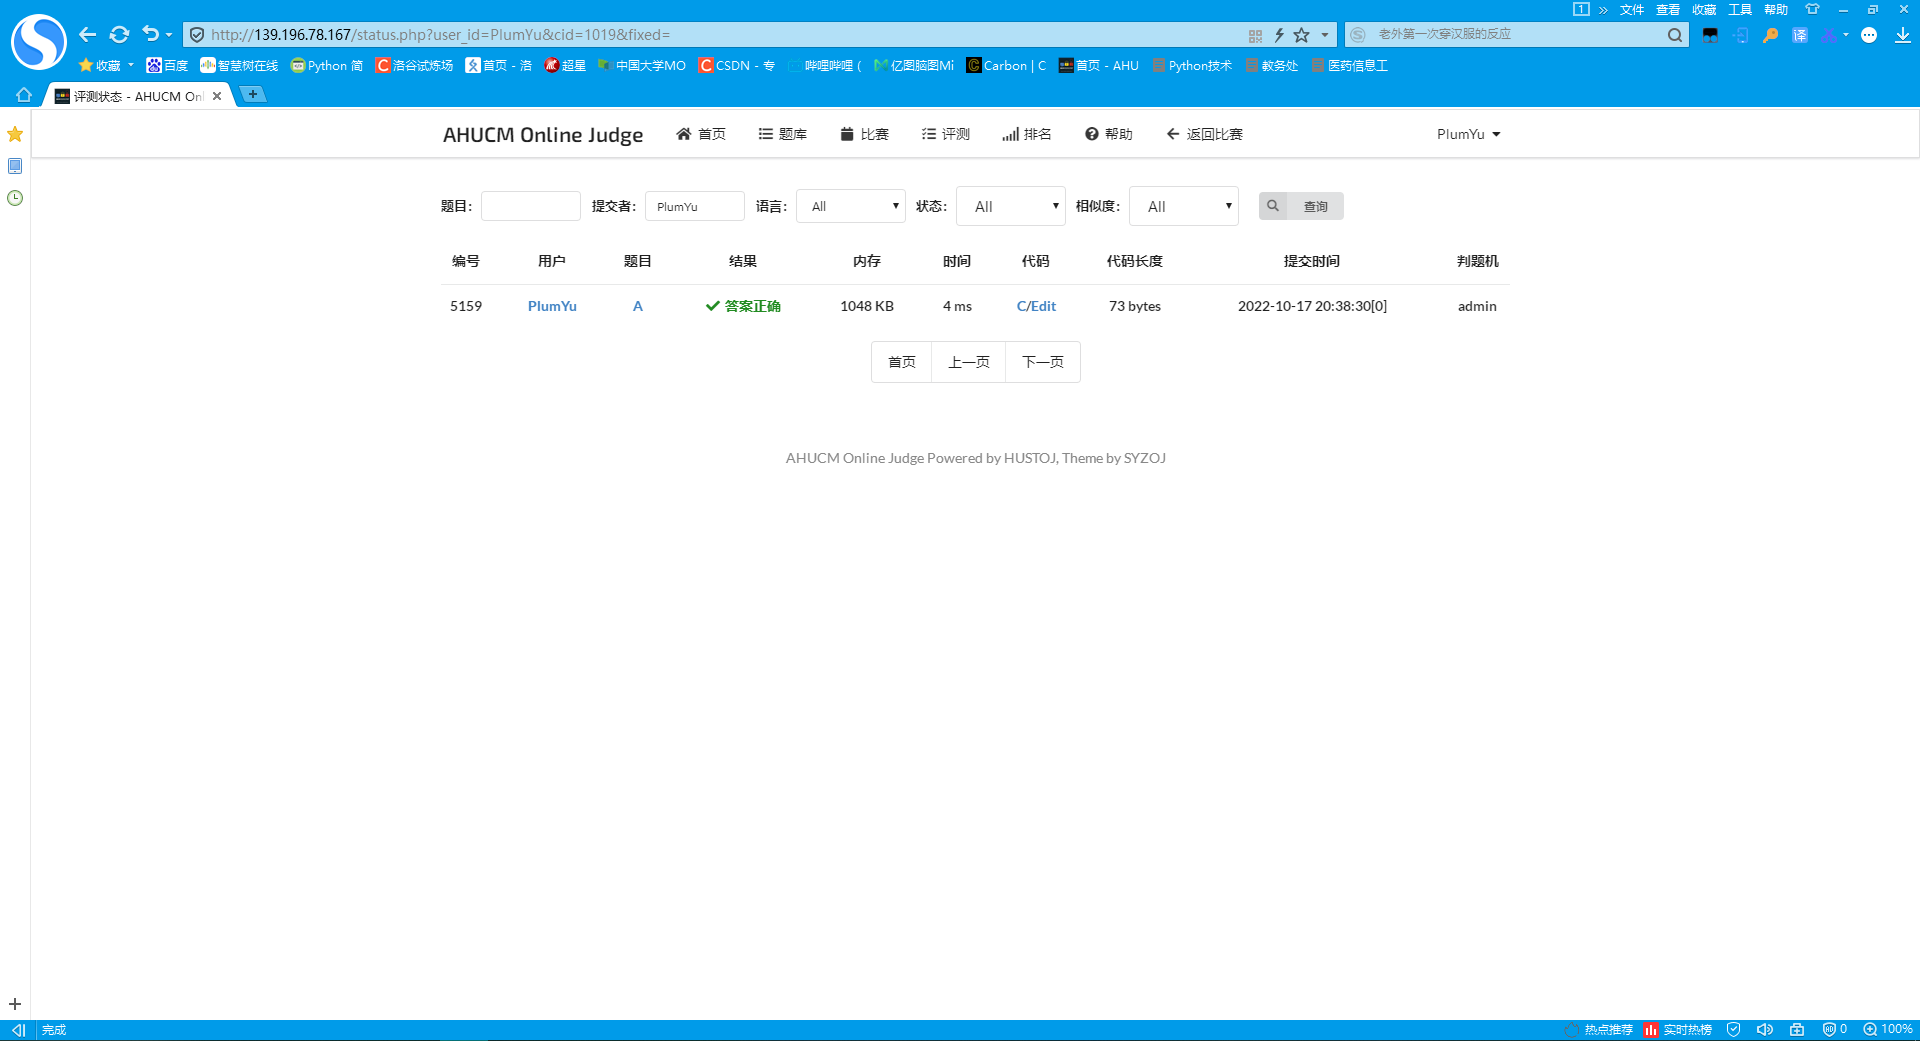 1 » 文件 查看 收藏 工具 帮助
http://139.196.78.167/status.php?user_id=PlumYu&cid=1019&fixed= 老外第一次穿汉服的反应 译
收藏 百度 智慧树在线 Python 简 洛谷试炼场 首页 - 洛 超星 中国大学MO CSDN - 专 哔哩哔哩 ( 亿图脑图Mi Carbon | C 首页 - AHU Python技术 教务处 医药信息工
评测状态 - AHUCM Onl
AHUCM Online Judge 首页 题库 比赛 评测 排名 帮助 返回比赛 PlumYu
题目: 提交者: PlumYu 语言: All 状态: All 相似度: All 查询
编号 用户 题目 结果 内存 时间 代码 代码长度 提交时间 判题机
5159 PlumYu A 答案正确 1048 KB 4 ms C/Edit 73 bytes 2022-10-17 20:38:30[0] admin
首页 上一页 下一页
AHUCM Online Judge Powered by HUSTOJ, Theme by SYZOJ
完成 热点推荐 实时热榜 0 100%